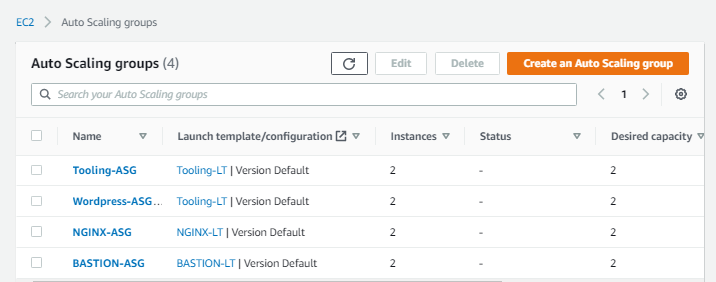 EC2 > Auto Scaling groups
Auto Scaling groups (4) Edit Delete Create an Auto Scaling group
Search your Auto Scaling groups 1
Name Launch template/configuration Instances Status Desired capacity
Tooling-ASG Tooling-LT | Version Default 2 - 2
Wordpress-ASG... Tooling-LT | Version Default 2 - 2
NGINX-ASG NGINX-LT | Version Default 2 - 2
BASTION-ASG BASTION-LT | Version Default 2 - 2